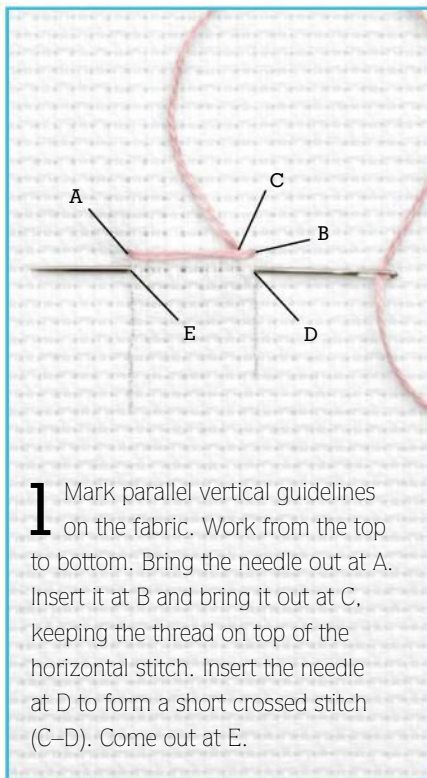 A
C
B
E
D
1 Mark parallel vertical guidelines
on the fabric. Work from the top
to bottom. Bring the needle out at A.
Insert it at B and bring it out at C,
keeping the thread on top of the
horizontal stitch. Insert the needle
at D to form a short crossed stitch
(C–D). Come out at E.